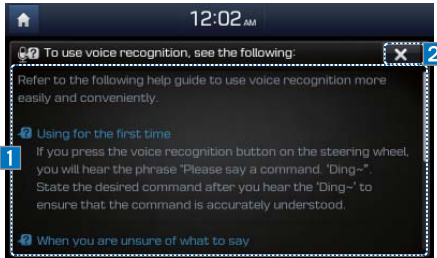 12:02 AM
To use voice recognition, see the following:
2
Refer to the following help guide to use voice recognition more
easily and conveniently.
Using for the first time
1
If you press the voice recognition button on the steering wheel,
you will hear the phrase "Please say a command. "Ding~".
State the desired command after you hear the "Ding~" to
ensure that the command is accurately understood.
When you are unsure of what to say